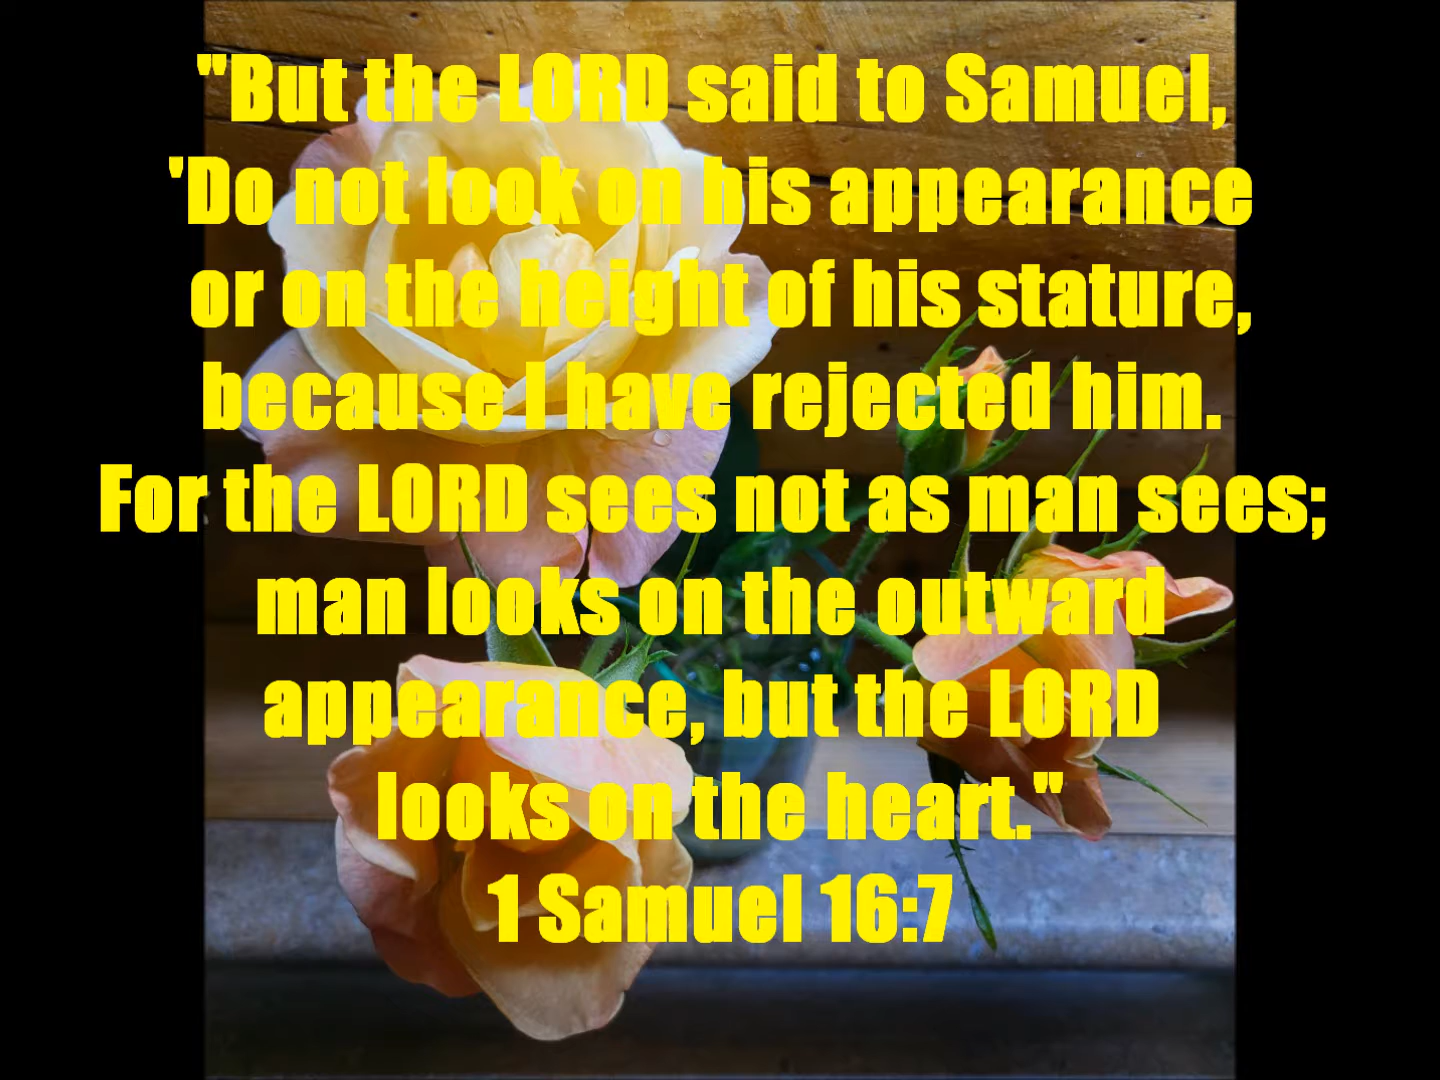 "But the LORD said to Samuel,
'Do not look on his appearance
or on the height of his stature,
because I have rejected him.
For the LORD sees not as man sees;
man looks on the outward
appearance, but the LORD
looks on the heart."
1 Samuel 16:7